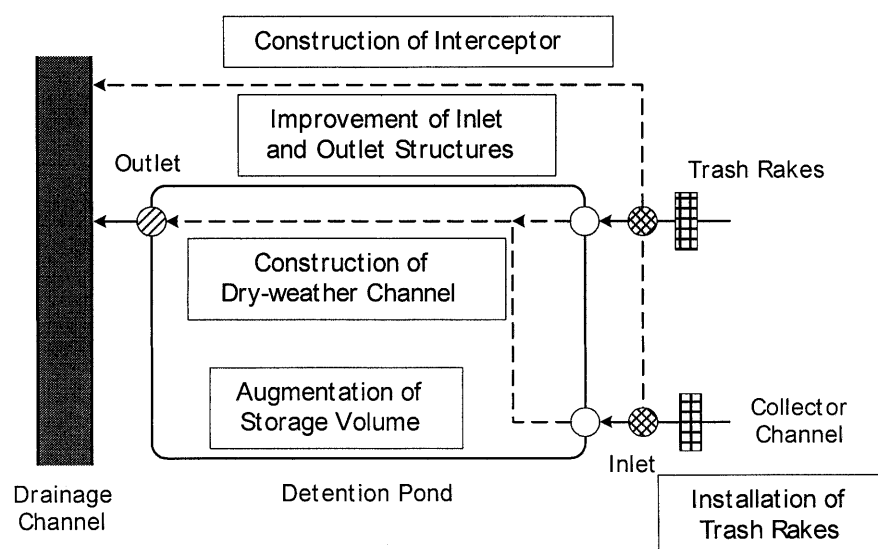 Construction of Interceptor
Improvement of Inlet
and Outlet Structures
Outlet
Trash Rakes
Construction of
Dry-weather Channel
Augmentation of
Storage Volume
Collector
Channel
Inlet
Drainage
Channel
Detention Pond
Installation of
Trash Rakes